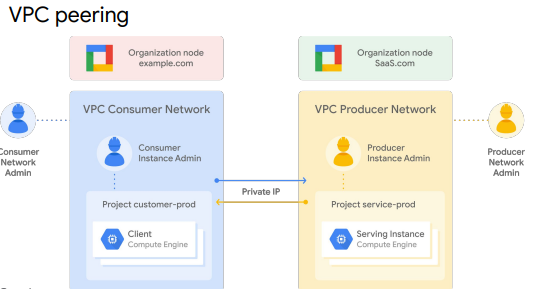 VPC peering
Organization node
example.com
Organization node
SaaS.com
VPC Consumer Network
VPC Producer Network
Consumer
Instance Admin
Producer
Instance Admin
Consumer
Network
Admin
Producer
Network
Admin
Private IP
Project customer-prod
Project service-prod
Client
Compute Engine
Serving Instance
Compute Engine